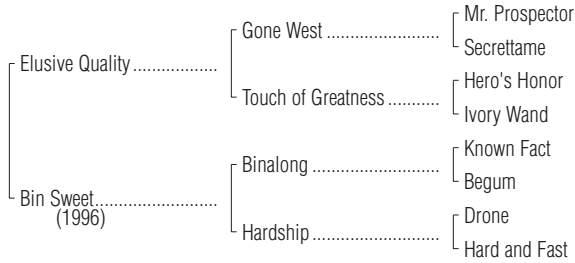 Mr. Prospector
Gone West
Secrettame
Elusive Quality
Hero's Honor
Touch of Greatness
Ivory Wand
Known Fact
Binalong
Begum
Bin Sweet
(1996)
Drone
Hardship
Hard and Fast